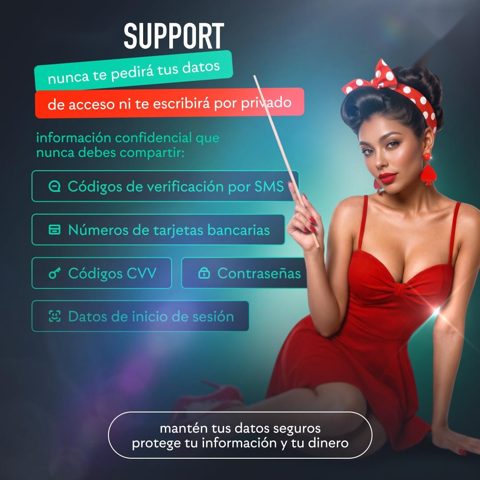 SUPPORT
nunca te pedirá tus datos
de acceso ni te escribirá por privado
información confidencial que
nunca debes compartir:
Códigos de verificación por SMS
Números de tarjetas bancarias
Códigos CVV
Contraseñas
Datos de inicio de sesión
mantén tus datos seguros
protege tu información y tu dinero